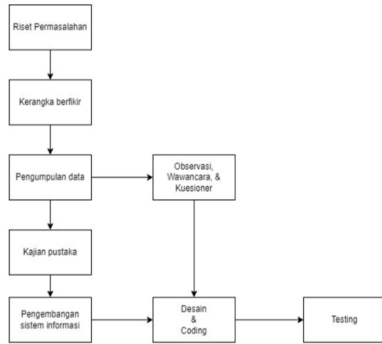 Riset Permasalahan
Kerangka berfikir
Pengumpulan data
Observasi,
Wawancara, &
Kuesioner
Kajian pustaka
Pengembangan
sistem informasi
Desain
&
Coding
Testing